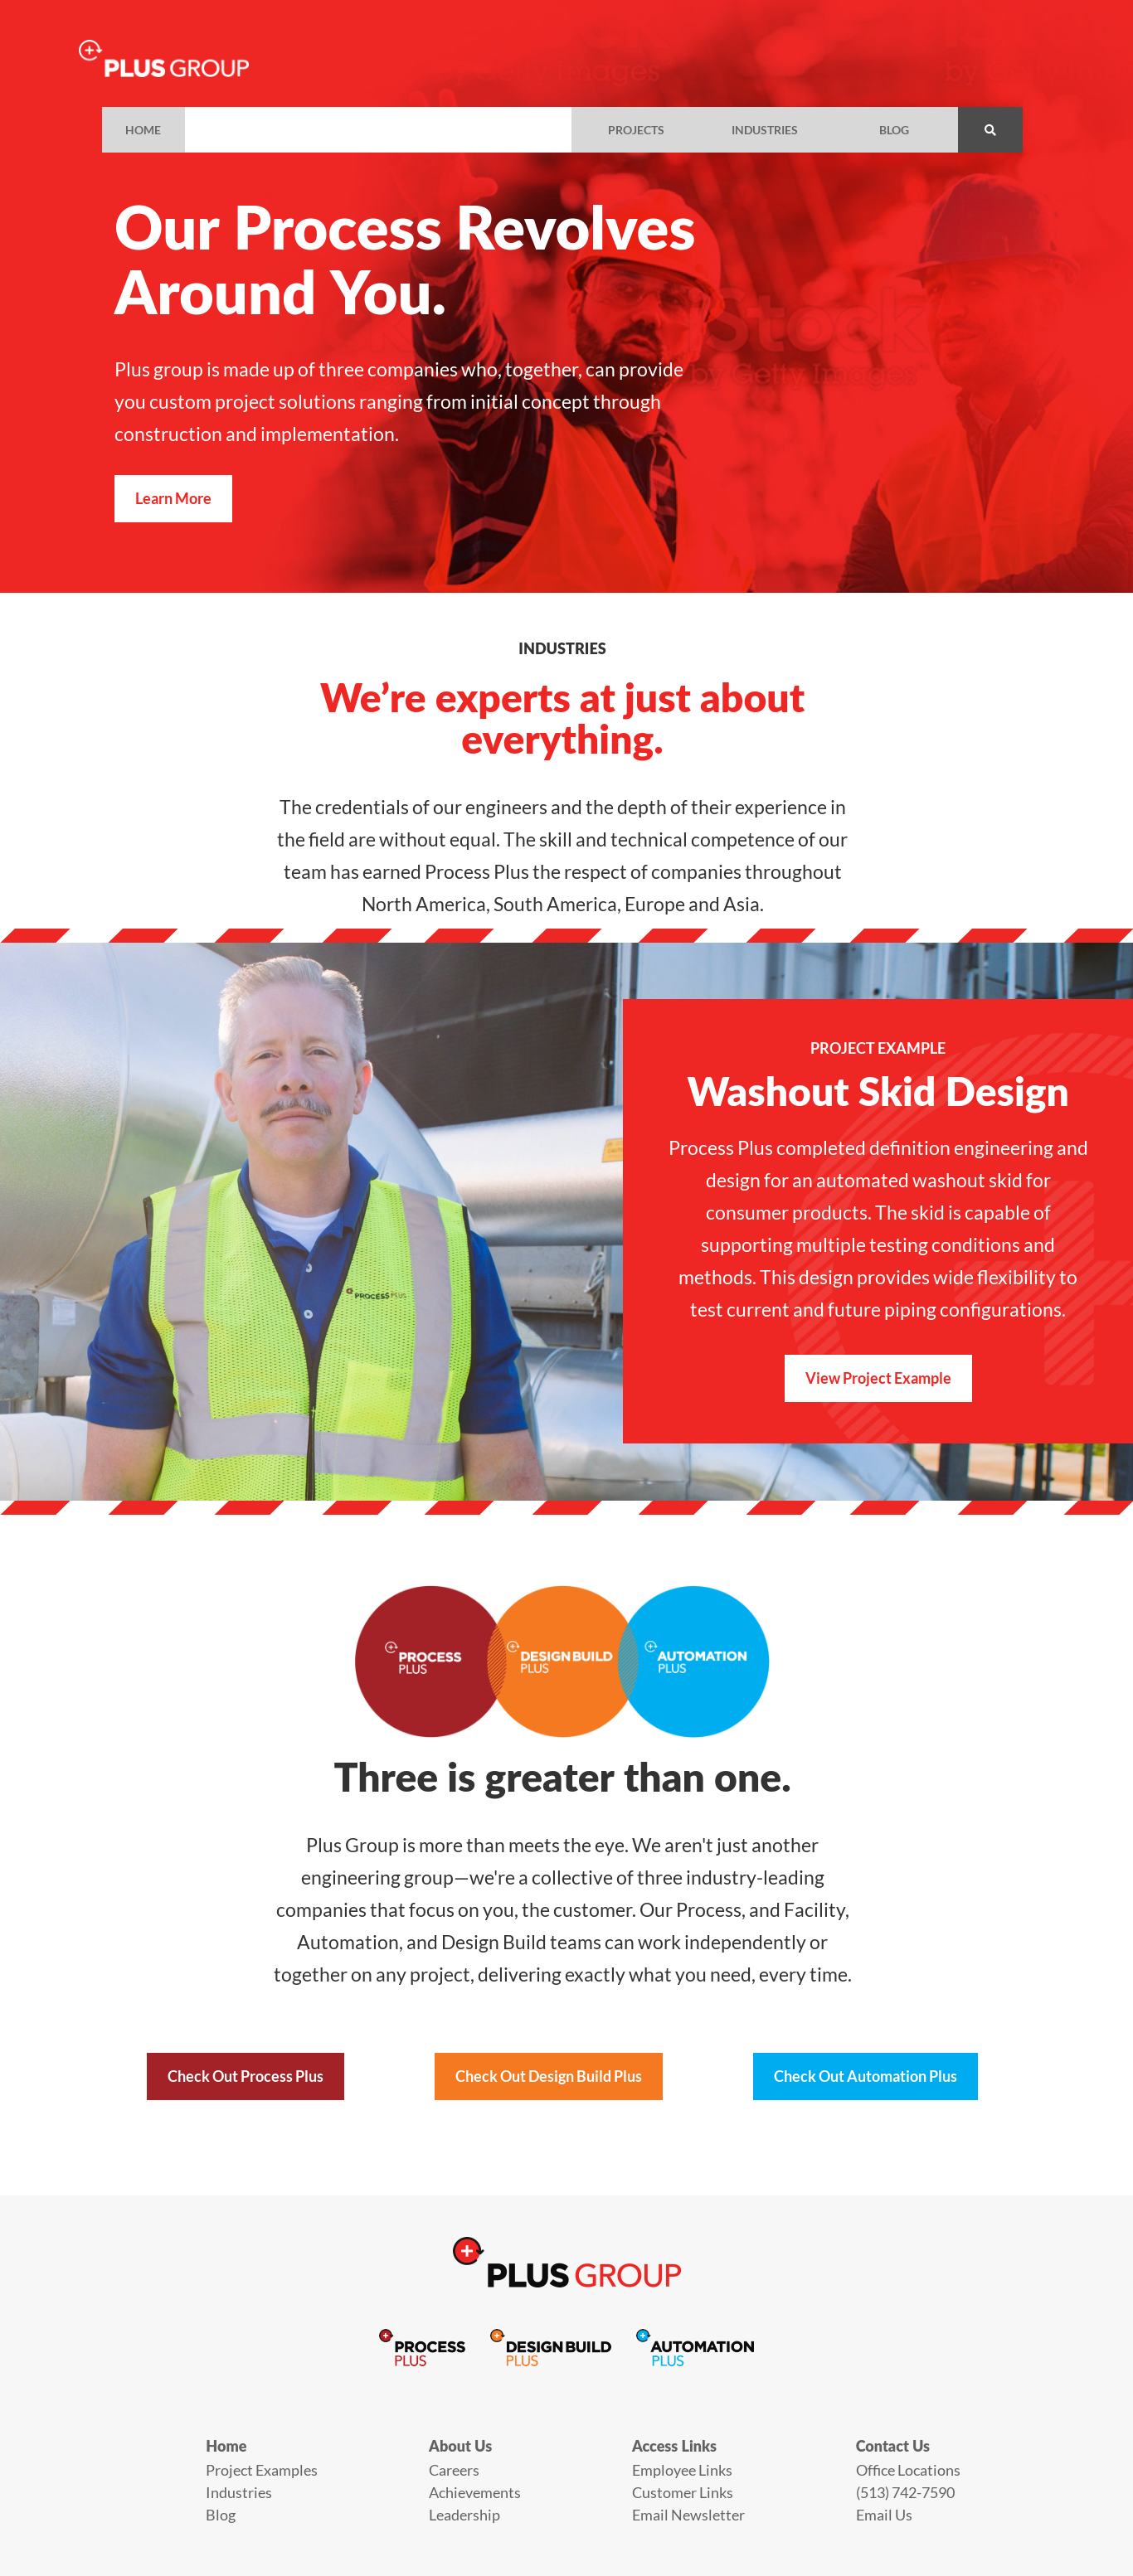 PLUS GROUP
HOME PROJECTS INDUSTRIES BLOG
Our Process Revolves
Around You.
iStock
by Getty Images
Plus group is made up of three companies who, together, can provide
you custom project solutions ranging from initial concept through
construction and implementation.
Learn More
INDUSTRIES
We’re experts at just about
everything.
The credentials of our engineers and the depth of their experience in
the field are without equal. The skill and technical competence of our
team has earned Process Plus the respect of companies throughout
North America, South America, Europe and Asia.
PROCESS PLUS
PROJECT EXAMPLE
Washout Skid Design
Process Plus completed definition engineering and
design for an automated washout skid for
consumer products. The skid is capable of
supporting multiple testing conditions and
methods. This design provides wide flexibility to
test current and future piping configurations.
View Project Example
PROCESS
PLUS
DESIGN BUILD
PLUS
AUTOMATION
PLUS
Three is greater than one.
Plus Group is more than meets the eye. We aren't just another
engineering group—we're a collective of three industry-leading
companies that focus on you, the customer. Our Process, and Facility,
Automation, and Design Build teams can work independently or
together on any project, delivering exactly what you need, every time.
Check Out Process Plus
Check Out Design Build Plus
Check Out Automation Plus
PLUS GROUP
PROCESS
PLUS
DESIGN BUILD
PLUS
AUTOMATION
PLUS
Home
Project Examples
Industries
Blog
About Us
Careers
Achievements
Leadership
Access Links
Employee Links
Customer Links
Email Newsletter
Contact Us
Office Locations
(513) 742-7590
Email Us